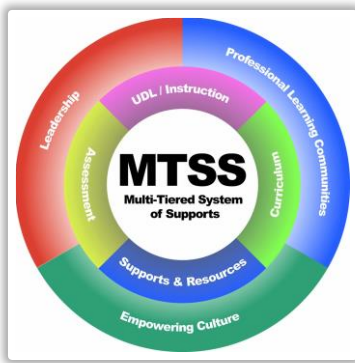 Leadership
Professional Learning Communities
UDL / Instruction
Assessment
Curriculum
MTSS
Multi-Tiered System
of Supports
Supports & Resources
Empowering Culture